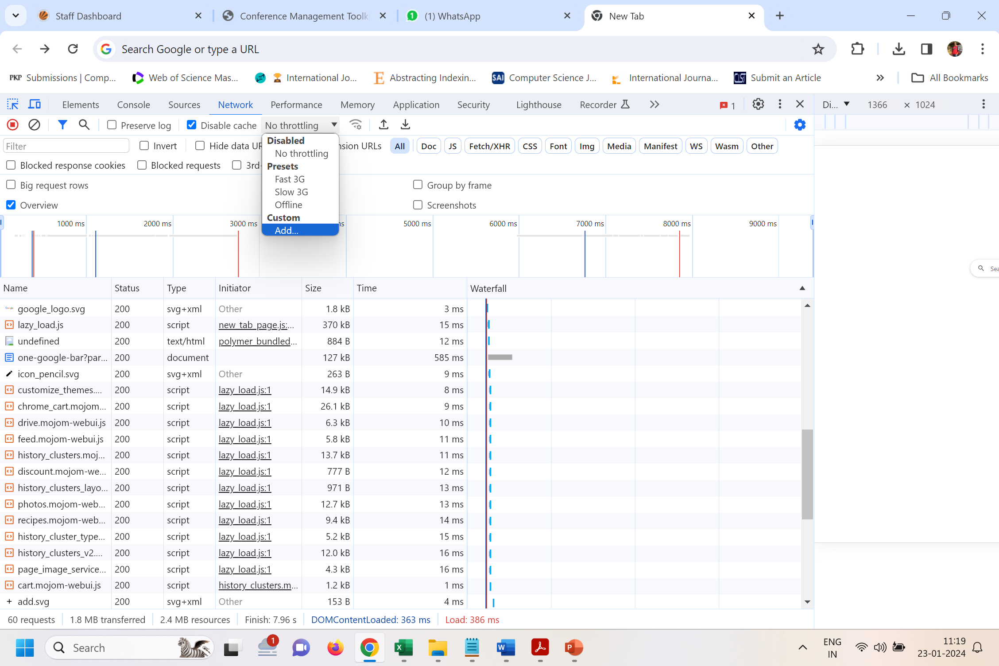 Staff Dashboard
Conference Management Toolki
1
(1) WhatsApp
New Tab
Search Google or type a URL
PKP Submissions | Comp...
Web of Science Mas...
International Jo...
E Abstracting Indexin...
SAI Computer Science J...
International Journa...
Submit an Article
All Bookmarks
Elements Console Sources Network Performance Memory Application Security Lighthouse Recorder
1
Di... 1366 × 1024
Preserve log Disable cache No throttling
Filter Invert Hide data UR nsion URLs All Doc JS Fetch/XHR CSS Font Img Media Manifest WS Wasm Other
Blocked response cookies Blocked requests 3rd-
Disabled
No throttling
Presets
Fast 3G
Slow 3G
Offline
Custom
Add...
Big request rows Group by frame
Overview Screenshots
1000 ms 2000 ms 3000 ms ms 5000 ms 6000 ms 7000 ms 8000 ms 9000 ms
Sea
Name Status Type Initiator Size Time Waterfall
google_logo.svg 200 svg+xml Other 1.8 kB 3 ms
lazy_load.js 200 script new_tab_page.js:... 370 kB 15 ms
undefined 200 text/html polymer_bundled... 884 B 12 ms
one-google-bar?par... 200 document 127 kB 585 ms
icon_pencil.svg 200 svg+xml Other 263 B 9 ms
customize_themes.... 200 script lazy_load.js:1 14.9 kB 8 ms
chrome_cart.mojom... 200 script lazy_load.js:1 26.1 kB 9 ms
drive.mojom-webui.js 200 script lazy_load.js:1 6.3 kB 10 ms
feed.mojom-webui.js 200 script lazy_load.js:1 5.8 kB 11 ms
history_clusters.moj... 200 script lazy_load.js:1 13.7 kB 11 ms
discount.mojom-we... 200 script lazy_load.js:1 777 B 12 ms
history_clusters_layo... 200 script lazy_load.js:1 971 B 13 ms
photos.mojom-web... 200 script lazy_load.js:1 12.7 kB 13 ms
recipes.mojom-web... 200 script lazy_load.js:1 9.4 kB 14 ms
history_cluster_type... 200 script lazy_load.js:1 5.2 kB 15 ms
history_clusters_v2.... 200 script lazy_load.js:1 12.0 kB 16 ms
page_image_service... 200 script lazy_load.js:1 4.3 kB 16 ms
cart.mojom-webui.js 200 script history_clusters.m... 1.2 kB 1 ms
add.svg 200 svg+xml Other 153 B 4 ms
60 requests 1.8 MB transferred 2.4 MB resources Finish: 7.96 s DOMContentLoaded: 363 ms Load: 386 ms
Search
1
ENG
IN
11:19
23-01-2024